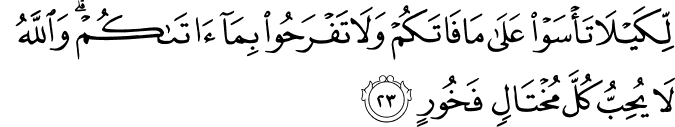 لِّكَيْلَا تَأْسَوْا۟ عَلَىٰ مَا فَاتَكُمْ وَلَا تَفْرَحُوا۟ بِمَآ ءَاتَىٰكُمْ ۗ وَٱللَّهُ
لَا يُحِبُّ كُلَّ مُخْتَالٍ فَخُورٍ ٢٣